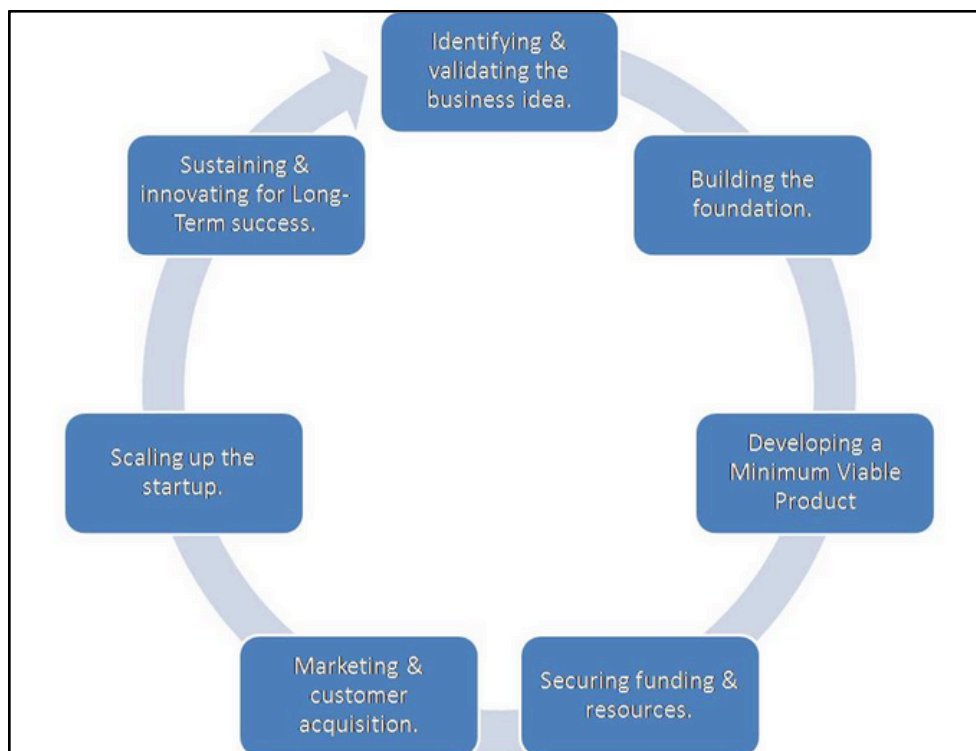 Identifying &
validating the
business idea.
Building the
foundation.
Developing a
Minimum Viable
Product
Securing funding &
resources.
Marketing &
customer
acquisition.
Scaling up the
startup.
Sustaining &
innovating for Long-
Term success.